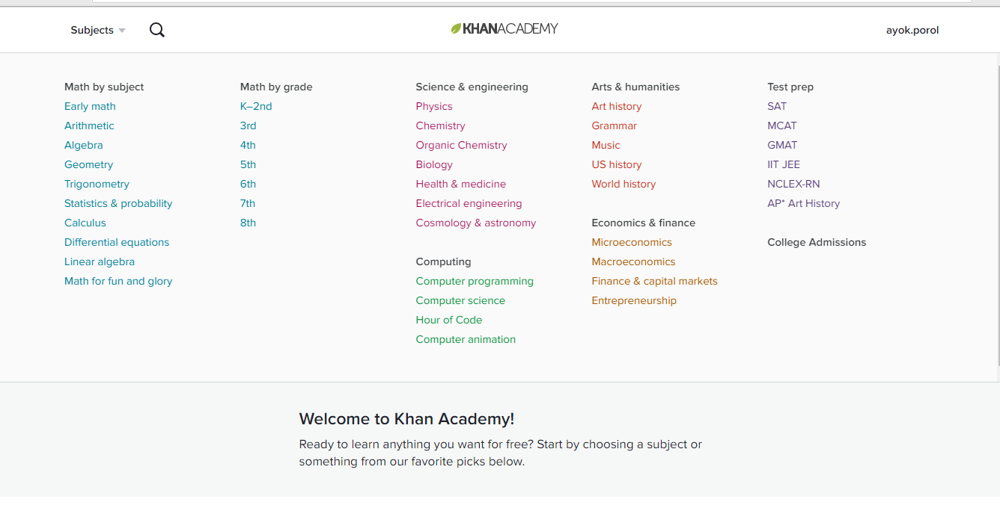 Subjects
KHANACADEMY
ayok.porol
Math by subject
Early math
Arithmetic
Algebra
Geometry
Trigonometry
Statistics & probability
Calculus
Differential equations
Linear algebra
Math for fun and glory
Math by grade
K–2nd
3rd
4th
5th
6th
7th
8th
Science & engineering
Physics
Chemistry
Organic Chemistry
Biology
Health & medicine
Electrical engineering
Cosmology & astronomy
Computing
Computer programming
Computer science
Hour of Code
Computer animation
Arts & humanities
Art history
Grammar
Music
US history
World history
Economics & finance
Microeconomics
Macroeconomics
Finance & capital markets
Entrepreneurship
Test prep
SAT
MCAT
GMAT
IIT JEE
NCLEX-RN
AP* Art History
College Admissions
Welcome to Khan Academy!
Ready to learn anything you want for free? Start by choosing a subject or
something from our favorite picks below.